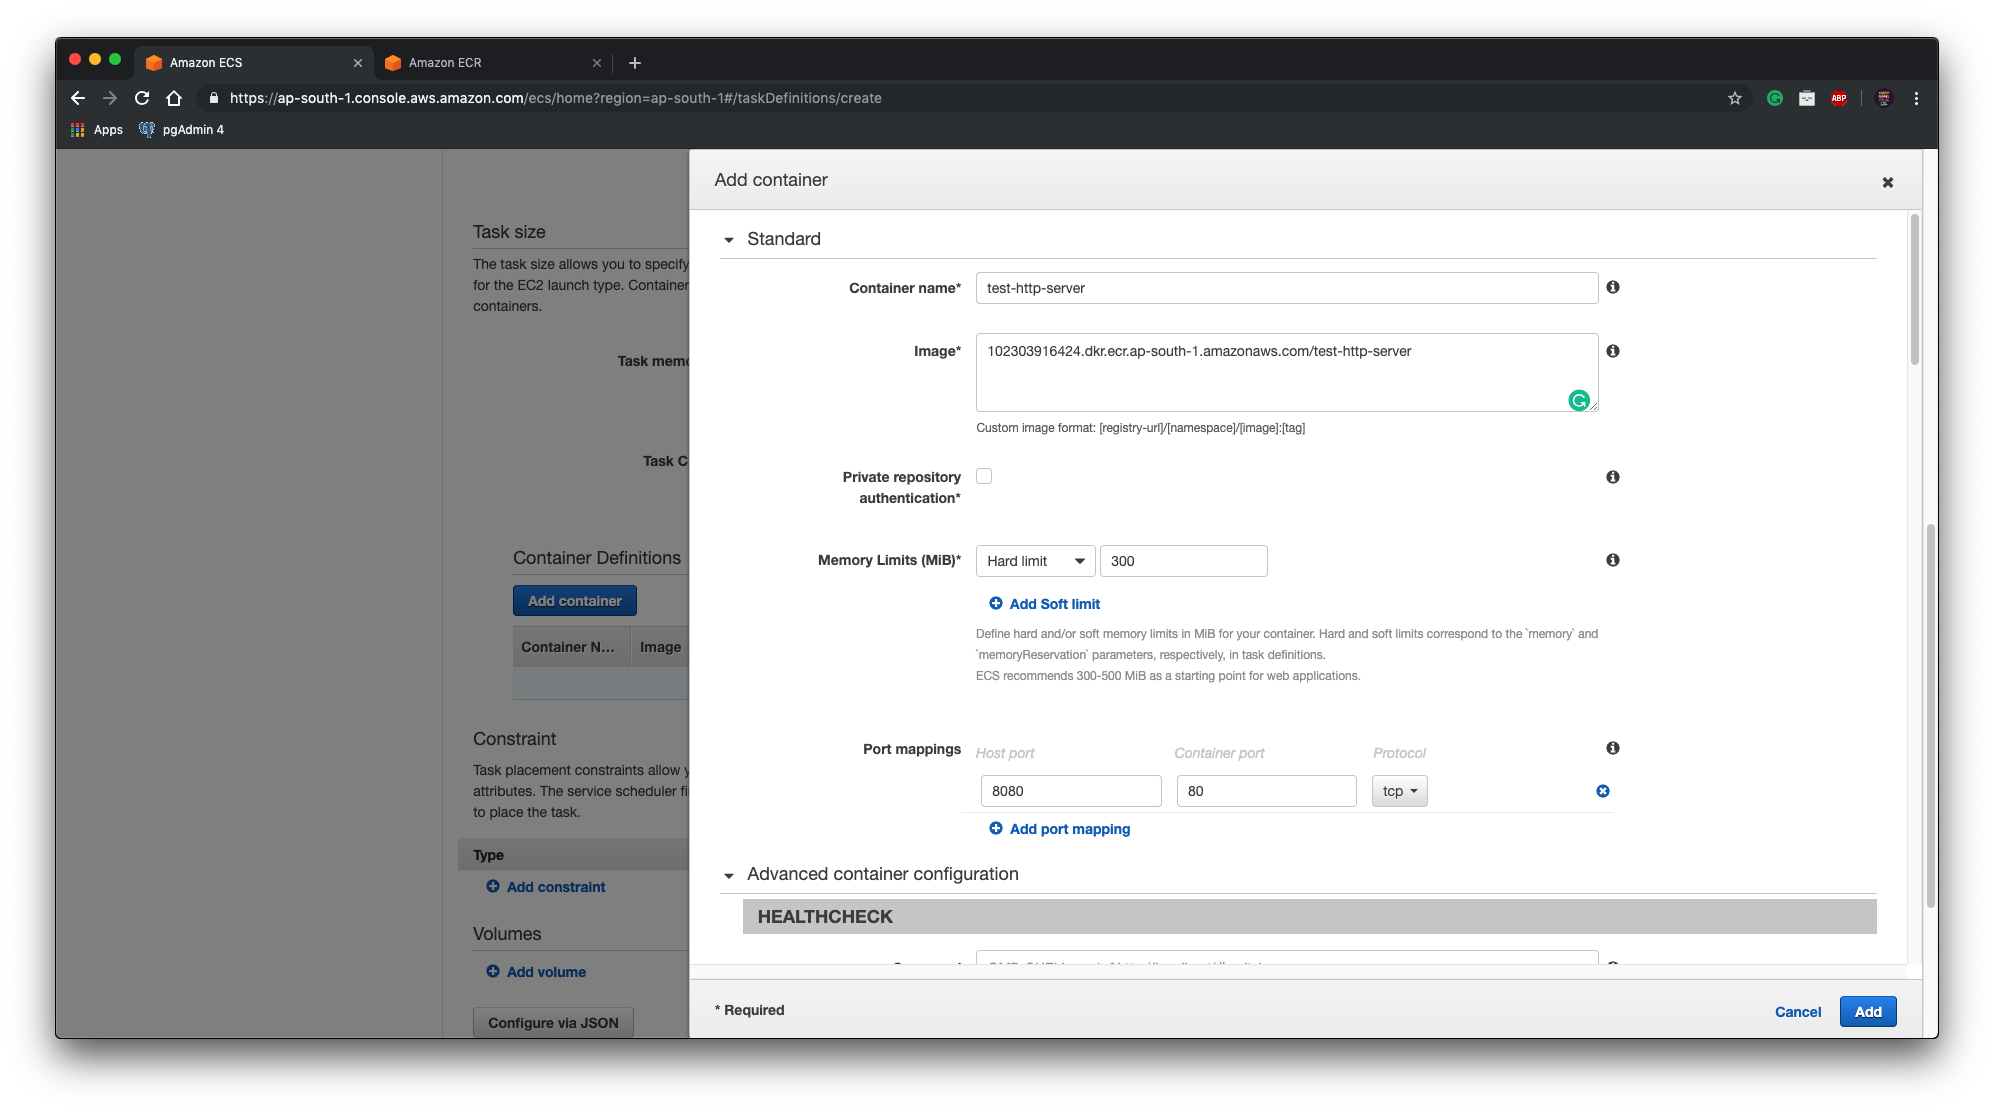 Amazon ECS
Amazon ECR
https://ap-south-1.console.aws.amazon.com/ecs/home?region=ap-south-1#/taskDefinitions/create
ABP
Apps
pgAdmin 4
Task size
The task size allows you to specify
for the EC2 launch type. Container
containers.
Task memo
Task C
Container Definitions
Add container
Container N...
Image
Constraint
Task placement constraints allow y
attributes. The service scheduler fi
to place the task.
Type
Add constraint
Volumes
Add volume
Configure via JSON
Add container
Standard
Container name*
test-http-server
Image*
102303916424.dkr.ecr.ap-south-1.amazonaws.com/test-http-server
Custom image format: [registry-url]/[namespace]/[image]:[tag]
Private repository
authentication*
Memory Limits (MiB)*
Hard limit
300
Add Soft limit
Define hard and/or soft memory limits in MiB for your container. Hard and soft limits correspond to the `memory` and
`memoryReservation` parameters, respectively, in task definitions.
ECS recommends 300-500 MiB as a starting point for web applications.
Port mappings
Host port
Container port
Protocol
8080
80
tcp
Add port mapping
Advanced container configuration
HEALTHCHECK
* Required
Cancel
Add